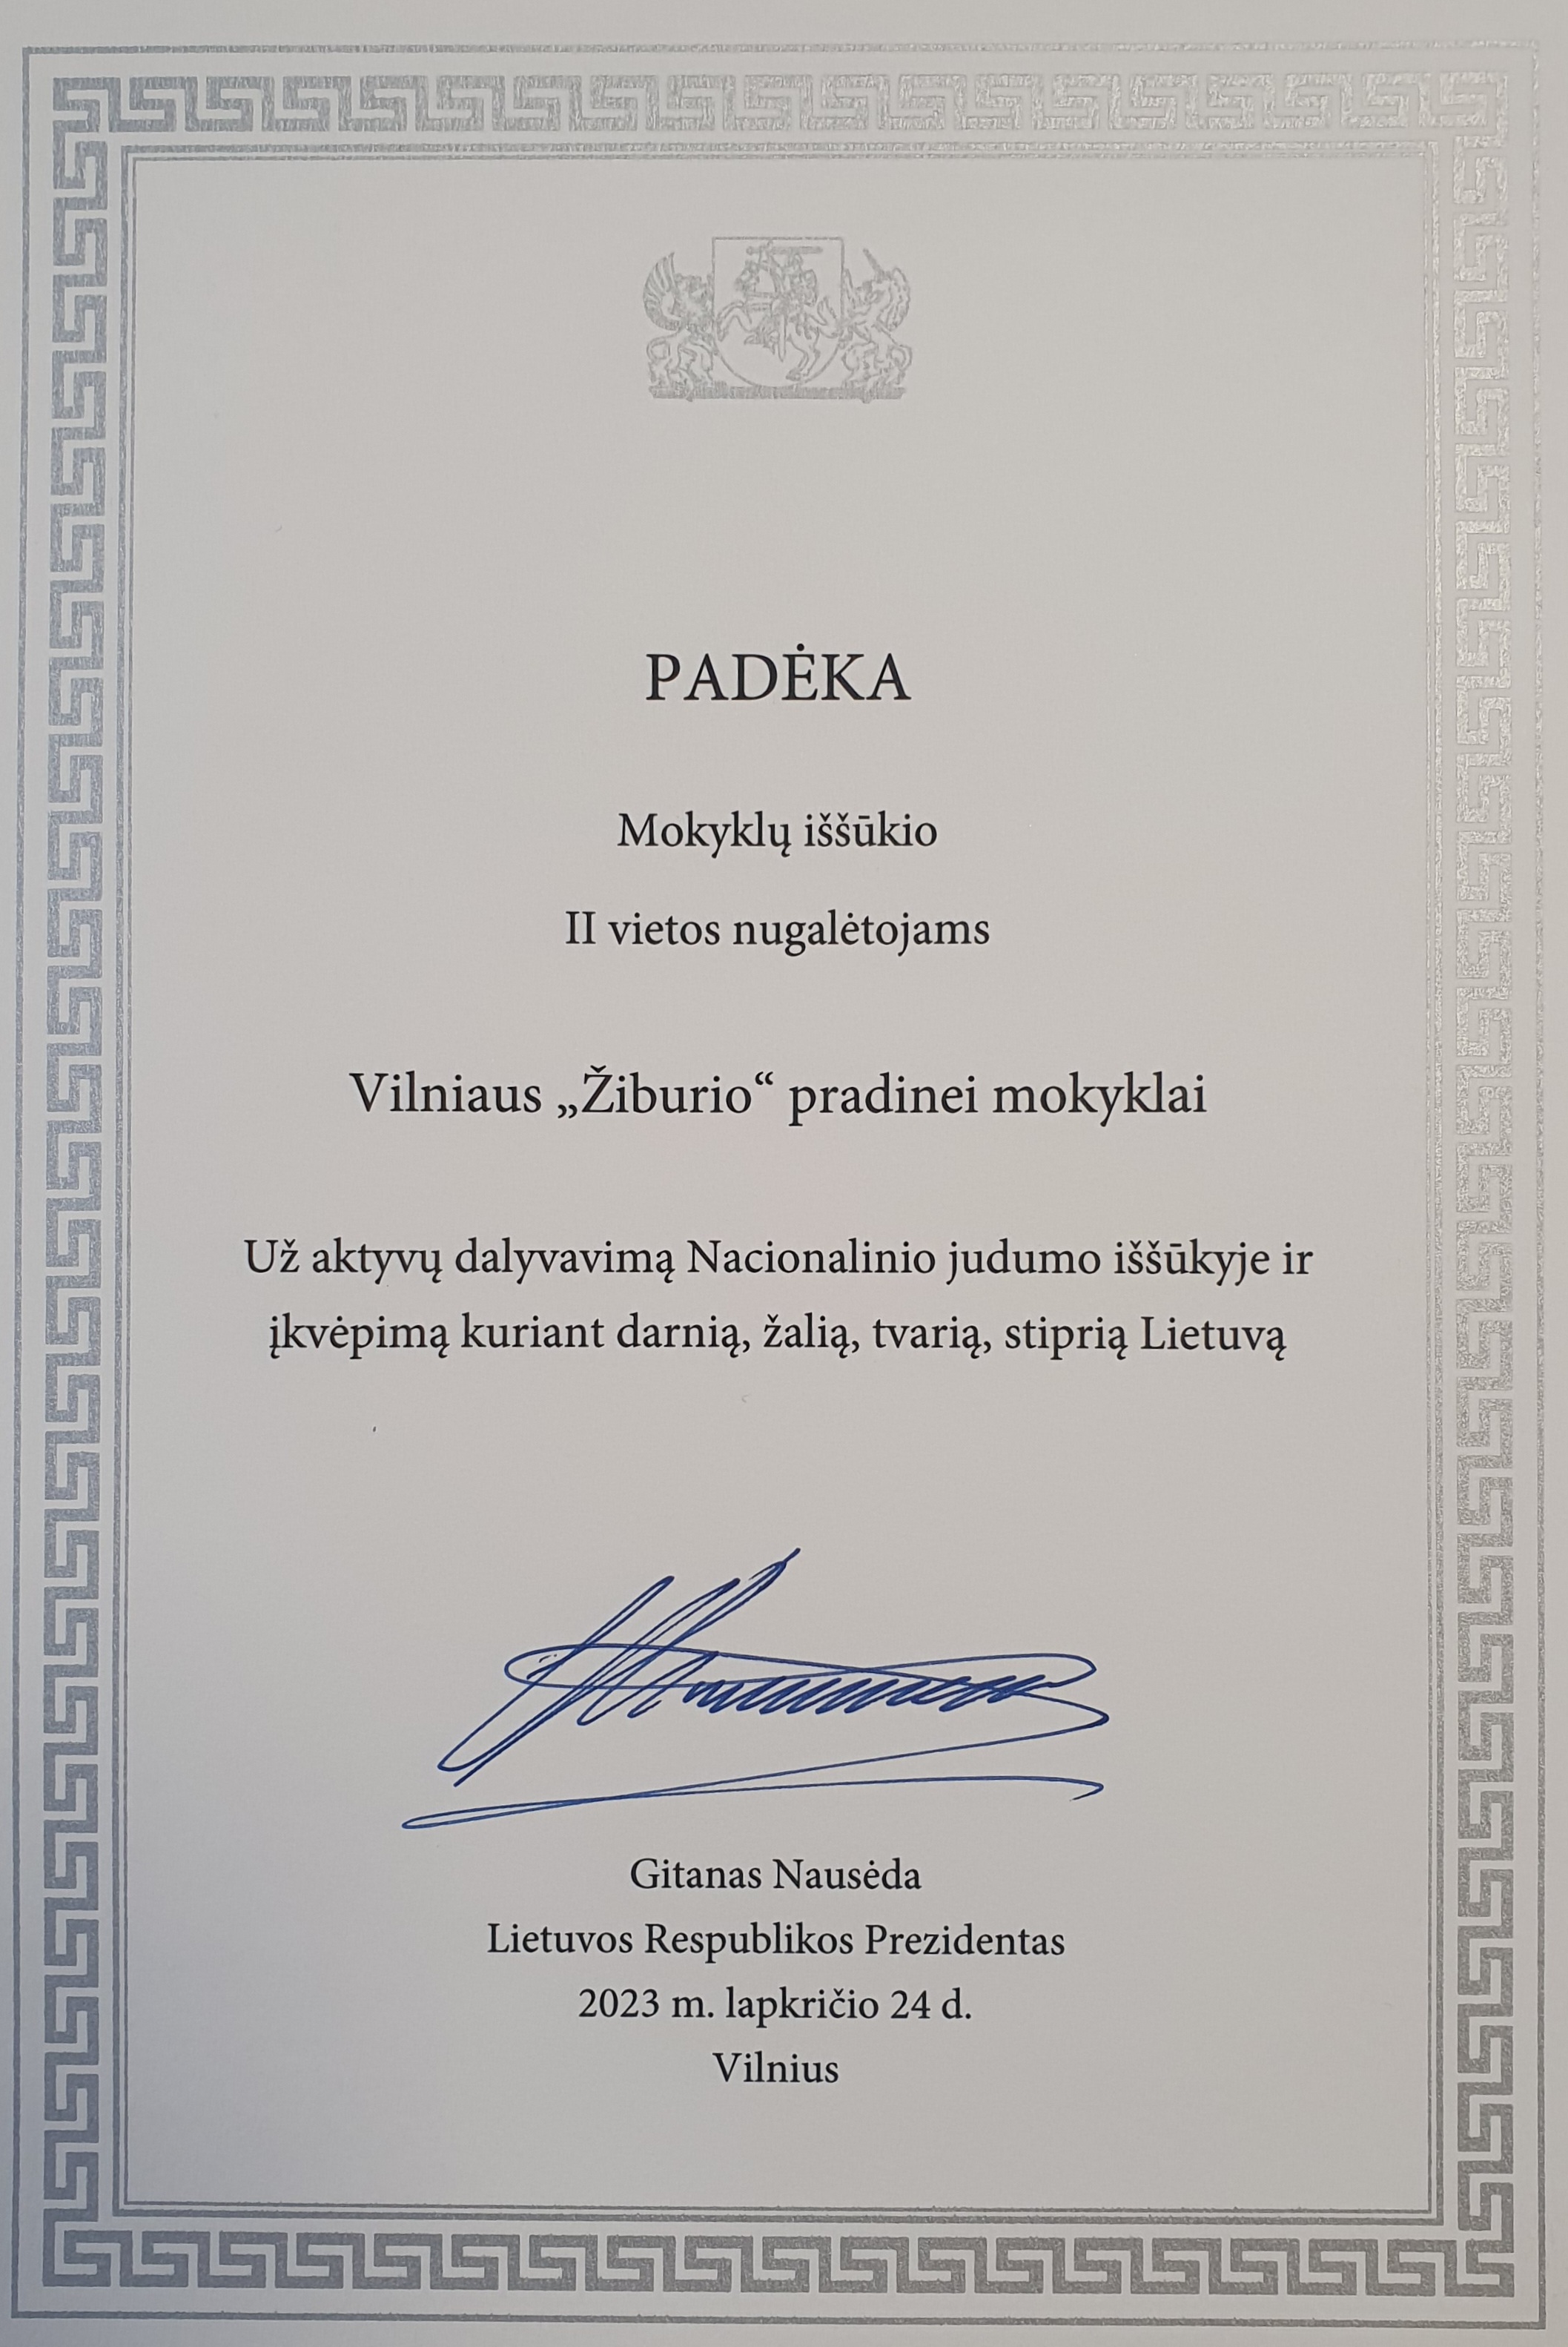 PADĖKA
Mokyklų iššūkio
II vietos nugalėtojams
Vilniaus „Žiburio“ pradinei mokyklai
Už aktyvų dalyvavimą Nacionalinio judumo iššūkyje ir
įkvėpimą kuriant darnią, žalią, tvarią, stiprią Lietuvą
Gitanas Nausėda
Lietuvos Respublikos Prezidentas
2023 m. lapkričio 24 d.
Vilnius